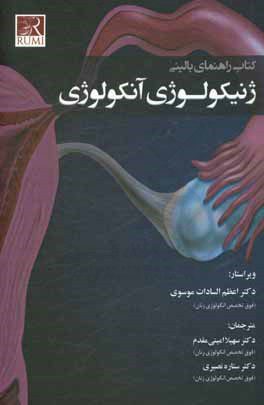 RUMI
کتاب راهنمای بالینی
ژنیکولوژی آنکولوژی
ویراستار:
دکتر اعظم السادات موسوی
(فوق تخصص انکولوژی زنان)
مترجمان:
دکتر سهیلا امینی مقدم
(فوق تخصص انکولوژی زنان)
دکتر ستاره نصیری
(فوق تخصص انکولوژی زنان)